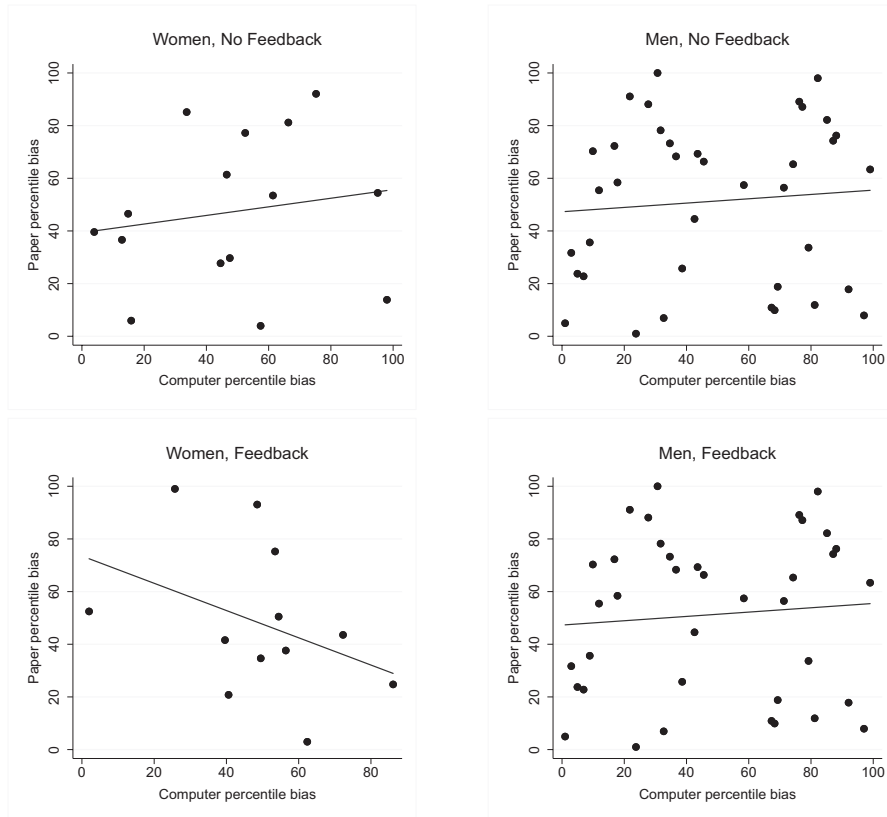 Women, No Feedback
Paper percentile bias
100
80
60
40
20
0
0 20 40 60 80 100
Computer percentile bias
Men, No Feedback
Paper percentile bias
100
80
60
40
20
0
0 20 40 60 80 100
Computer percentile bias
Women, Feedback
Paper percentile bias
100
80
60
40
20
0
0 20 40 60 80
Computer percentile bias
Men, Feedback
Paper percentile bias
100
80
60
40
20
0
0 20 40 60 80 100
Computer percentile bias